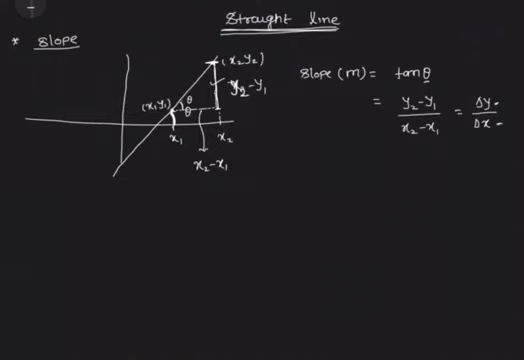 Straight line
* Slope
(x₂ y₂)
(x₁ y₁)
θ
θ
y₂-y₁
x₁
x₂
x₂-x₁
Slope (m) = tan θ
= y₂-y₁ / x₂-x₁ = Δy / Δx